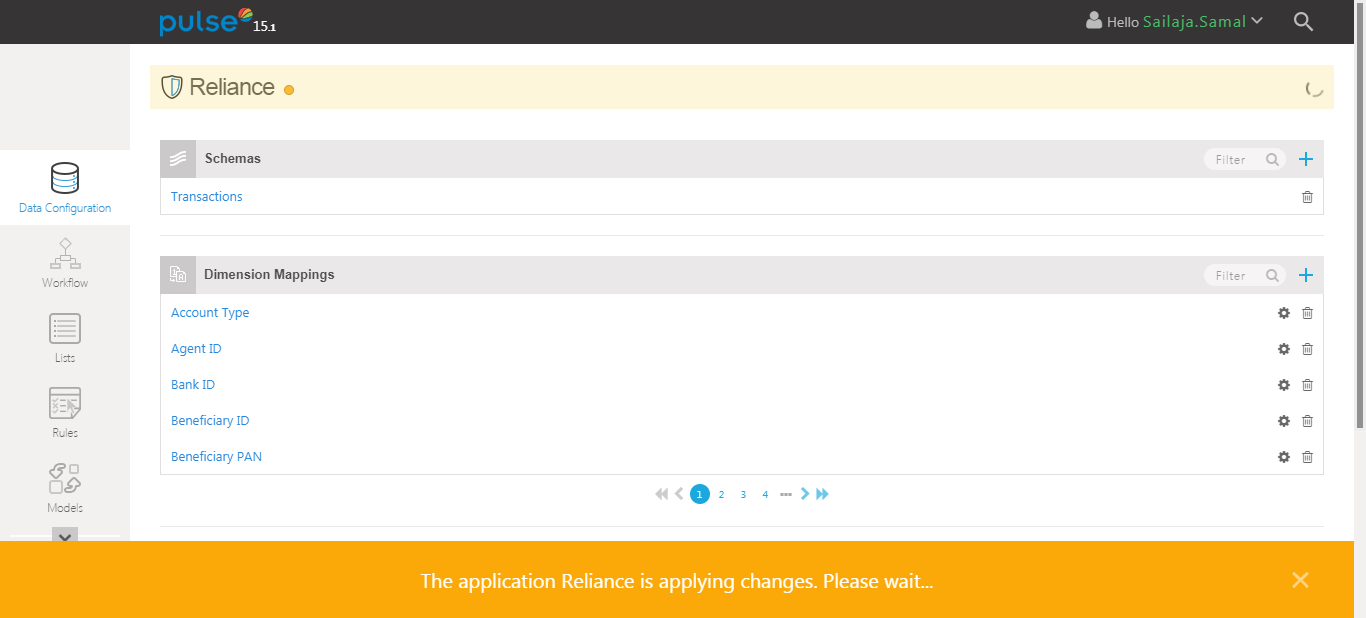 pulse 15.1
Hello Sailaja.Samal
Reliance
Data Configuration
Workflow
Lists
Rules
Models
Schemas
Filter
Transactions
Dimension Mappings
Filter
Account Type
Agent ID
Bank ID
Beneficiary ID
Beneficiary PAN
1 2 3 4
The application Reliance is applying changes. Please wait...